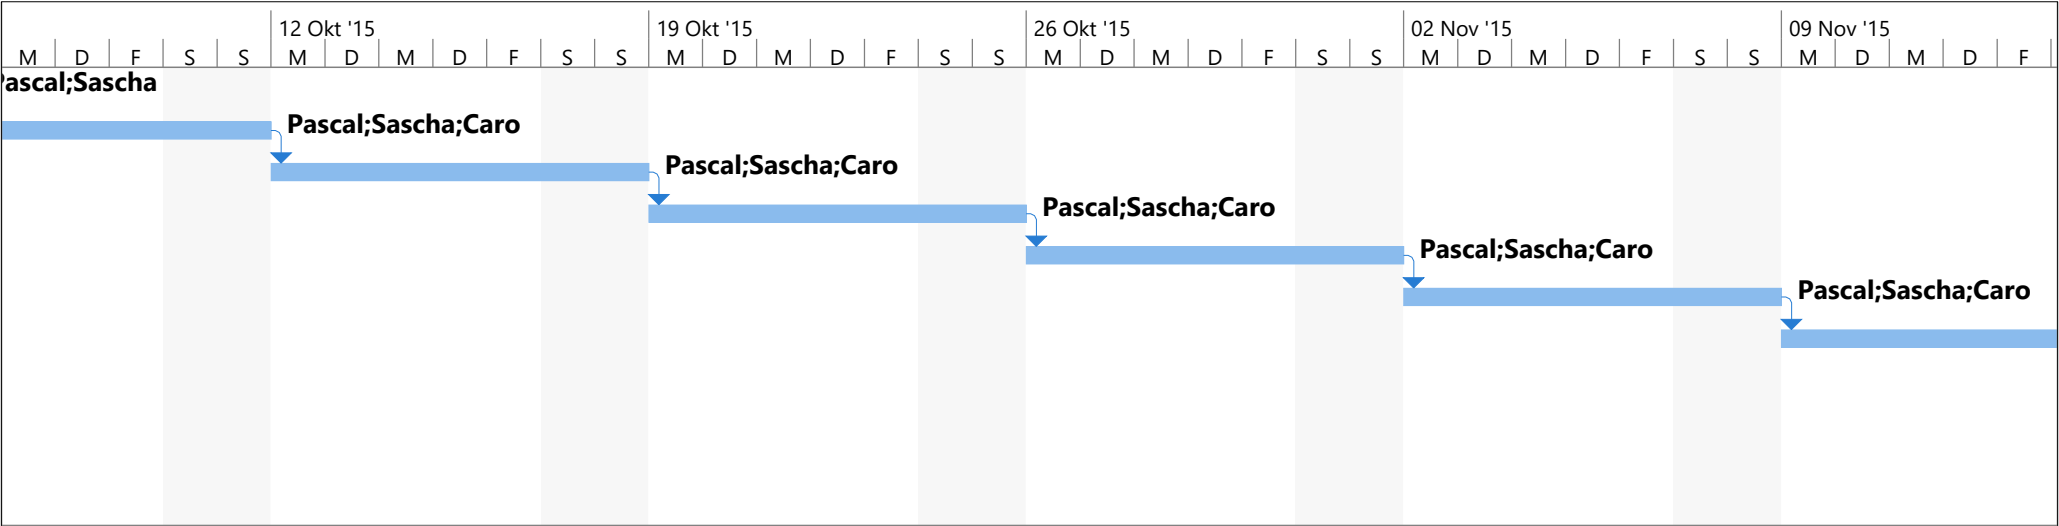 12 Okt '15 19 Okt '15 26 Okt '15 02 Nov '15 09 Nov '15
M D F S S M D M D F S S M D M D F S S M D M D F S S M D M D F S S M D M D F
Pascal;Sascha
Pascal;Sascha;Caro
Pascal;Sascha;Caro
Pascal;Sascha;Caro
Pascal;Sascha;Caro
Pascal;Sascha;Caro